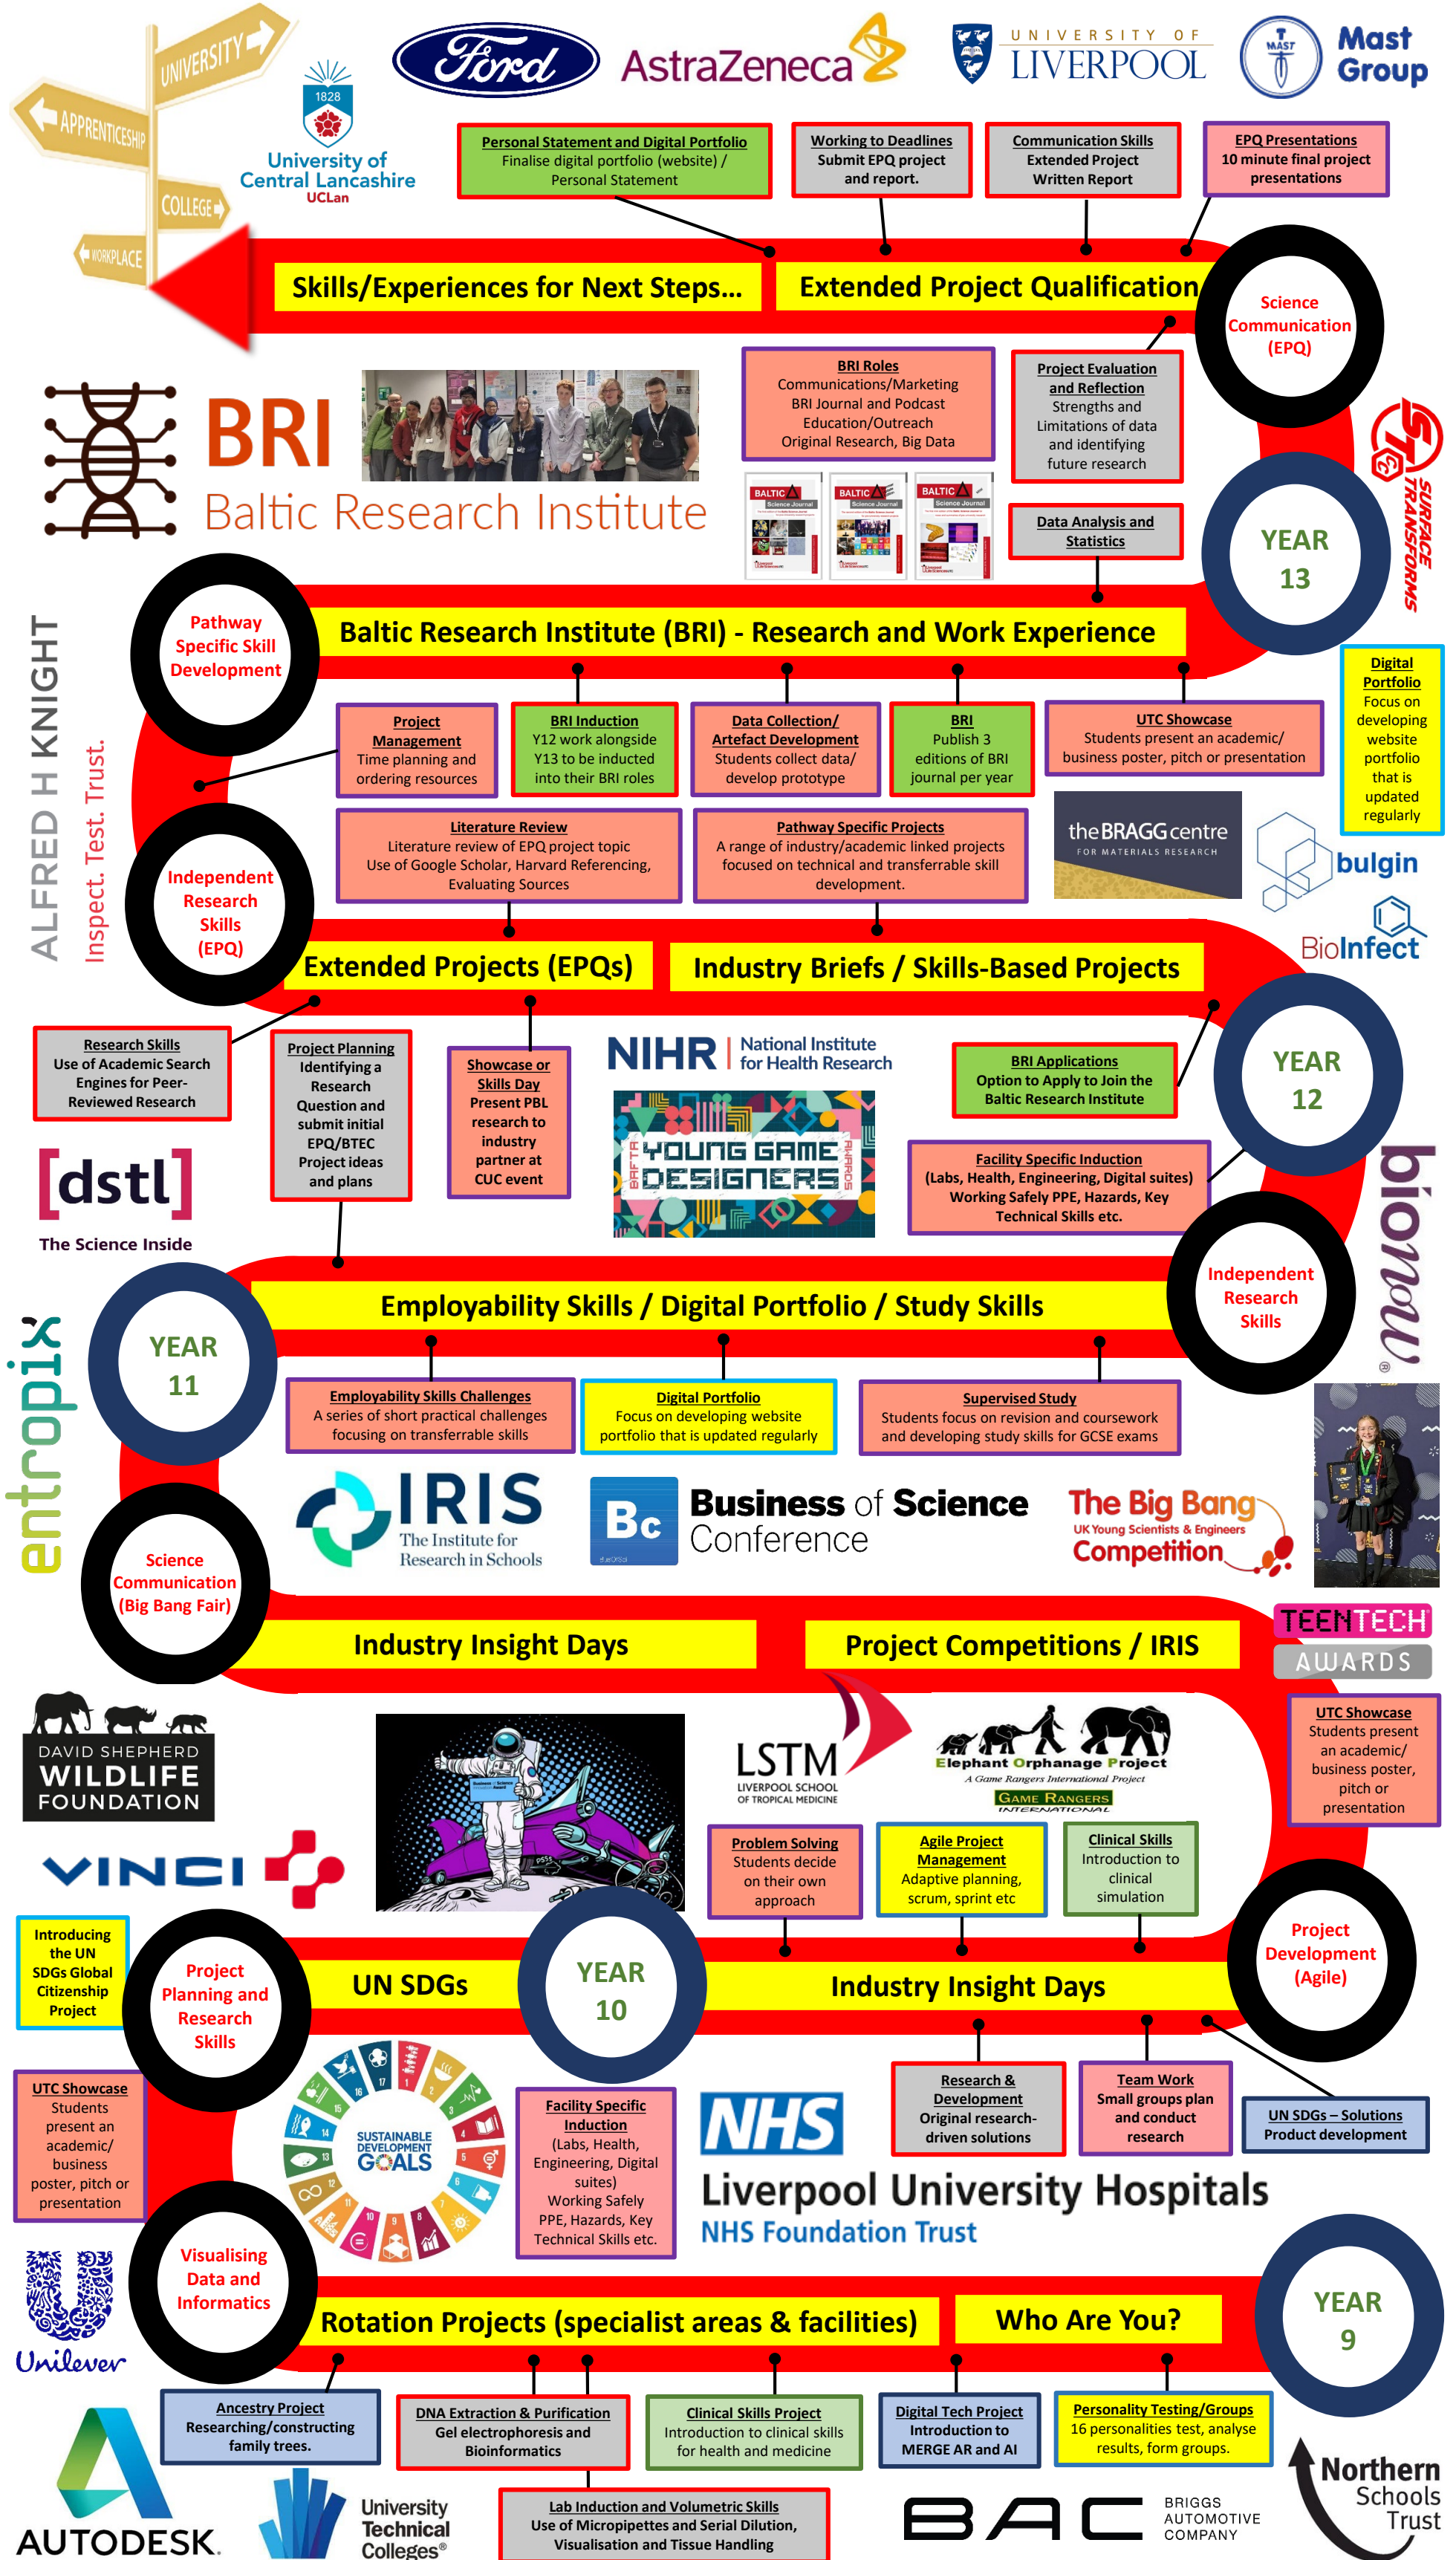 UNIVERSITY
APPRENTICESHIP
COLLEGE
WORKPLACE
1828
University of
Central Lancashire
UCLan
Ford
AstraZeneca
UNIVERSITY OF
LIVERPOOL
MAST
Mast
Group
Personal Statement and Digital Portfolio
Finalise digital portfolio (website) /
Personal Statement
Working to Deadlines
Submit EPQ project
and report.
Communication Skills
Extended Project
Written Report
EPQ Presentations
10 minute final project
presentations
Skills/Experiences for Next Steps...
Extended Project Qualification
Science
Communication
(EPQ)
BRI
Baltic Research Institute
BRI Roles
Communications/Marketing
BRI Journal and Podcast
Education/Outreach
Original Research, Big Data
Project Evaluation
and Reflection
Strengths and
Limitations of data
and identifying
future research
BALTIC
Science Journal
BALTIC
Science Journal
BALTIC
Science Journal
Data Analysis and
Statistics
SURFACE
TRANSFORMS
YEAR
13
Pathway
Specific Skill
Development
Baltic Research Institute (BRI) - Research and Work Experience
ALFRED H KNIGHT
Inspect. Test. Trust.
Project
Management
Time planning and
ordering resources
BRI Induction
Y12 work alongside
Y13 to be inducted
into their BRI roles
Data Collection/
Artefact Development
Students collect data/
develop prototype
BRI
Publish 3
editions of BRI
journal per year
UTC Showcase
Students present an academic/
business poster, pitch or presentation
Digital
Portfolio
Focus on
developing
website
portfolio
that is
updated
regularly
Literature Review
Literature review of EPQ project topic
Use of Google Scholar, Harvard Referencing,
Evaluating Sources
Pathway Specific Projects
A range of industry/academic linked projects
focused on technical and transferrable skill
development.
the BRAGG centre
FOR MATERIALS RESEARCH
bulgin
BioInfect
Independent
Research
Skills
(EPQ)
Extended Projects (EPQs)
Industry Briefs / Skills-Based Projects
Research Skills
Use of Academic Search
Engines for Peer-
Reviewed Research
Project Planning
Identifying a
Research
Question and
submit initial
EPQ/BTEC
Project ideas
and plans
Showcase or
Skills Day
Present PBL
research to
industry
partner at
CUC event
NIHR | National Institute
for Health Research
BAFTA
YOUNG GAME
DESIGNERS
AWARDS
BRI Applications
Option to Apply to Join the
Baltic Research Institute
YEAR
12
Facility Specific Induction
(Labs, Health, Engineering, Digital suites)
Working Safely PPE, Hazards, Key
Technical Skills etc.
[dstl]
The Science Inside
bionow®
Independent
Research
Skills
Employability Skills / Digital Portfolio / Study Skills
YEAR
11
entropix
Employability Skills Challenges
A series of short practical challenges
focusing on transferrable skills
Digital Portfolio
Focus on developing website
portfolio that is updated regularly
Supervised Study
Students focus on revision and coursework
and developing study skills for GCSE exams
IRIS
The Institute for
Research in Schools
Bc
Business of Science
Conference
The Big Bang
UK Young Scientists & Engineers
Competition
Science
Communication
(Big Bang Fair)
Industry Insight Days
Project Competitions / IRIS
TEENTECH
AWARDS
DAVID SHEPHERD
WILDLIFE
FOUNDATION
VINCI
LSTM
LIVERPOOL SCHOOL
OF TROPICAL MEDICINE
Elephant Orphanage Project
A Game Rangers International Project
GAME RANGERS
INTERNATIONAL
UTC Showcase
Students present
an academic/
business poster,
pitch or
presentation
Problem Solving
Students decide
on their own
approach
Agile Project
Management
Adaptive planning,
scrum, sprint etc
Clinical Skills
Introduction to
clinical
simulation
Introducing
the UN
SDGs Global
Citizenship
Project
Project
Planning and
Research
Skills
UN SDGs
YEAR
10
Industry Insight Days
Project
Development
(Agile)
UTC Showcase
Students
present an
academic/
business
poster, pitch or
presentation
SUSTAINABLE
DEVELOPMENT
GOALS
1
2
3
4
5
6
7
8
9
10
11
12
13
14
15
16
17
Facility Specific
Induction
(Labs, Health,
Engineering, Digital
suites)
Working Safely
PPE, Hazards, Key
Technical Skills etc.
Research &
Development
Original research-
driven solutions
Team Work
Small groups plan
and conduct
research
UN SDGs – Solutions
Product development
NHS
Liverpool University Hospitals
NHS Foundation Trust
Visualising
Data and
Informatics
Unilever
Rotation Projects (specialist areas & facilities)
Who Are You?
YEAR
9
Ancestry Project
Researching/constructing
family trees.
DNA Extraction & Purification
Gel electrophoresis and
Bioinformatics
Clinical Skills Project
Introduction to clinical skills
for health and medicine
Digital Tech Project
Introduction to
MERGE AR and AI
Personality Testing/Groups
16 personalities test, analyse
results, form groups.
AUTODESK.
University
Technical
Colleges®
Lab Induction and Volumetric Skills
Use of Micropipettes and Serial Dilution,
Visualisation and Tissue Handling
BAC
BRIGGS
AUTOMOTIVE
COMPANY
Northern
Schools
Trust